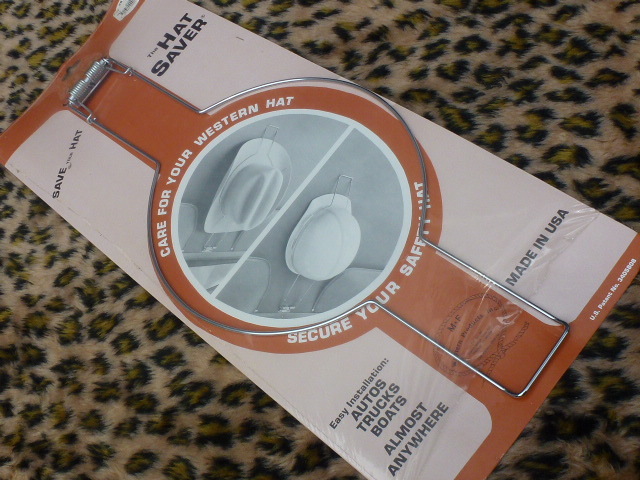 The HAT
SAVER™
SAVE the HAT
CARE FOR YOUR WESTERN HAT
SECURE YOUR SAFETY HAT
MADE IN USA
U.S. Patent No.
Easy Installation:
AUTOS
TRUCKS
BOATS
ALMOST
ANYWHERE